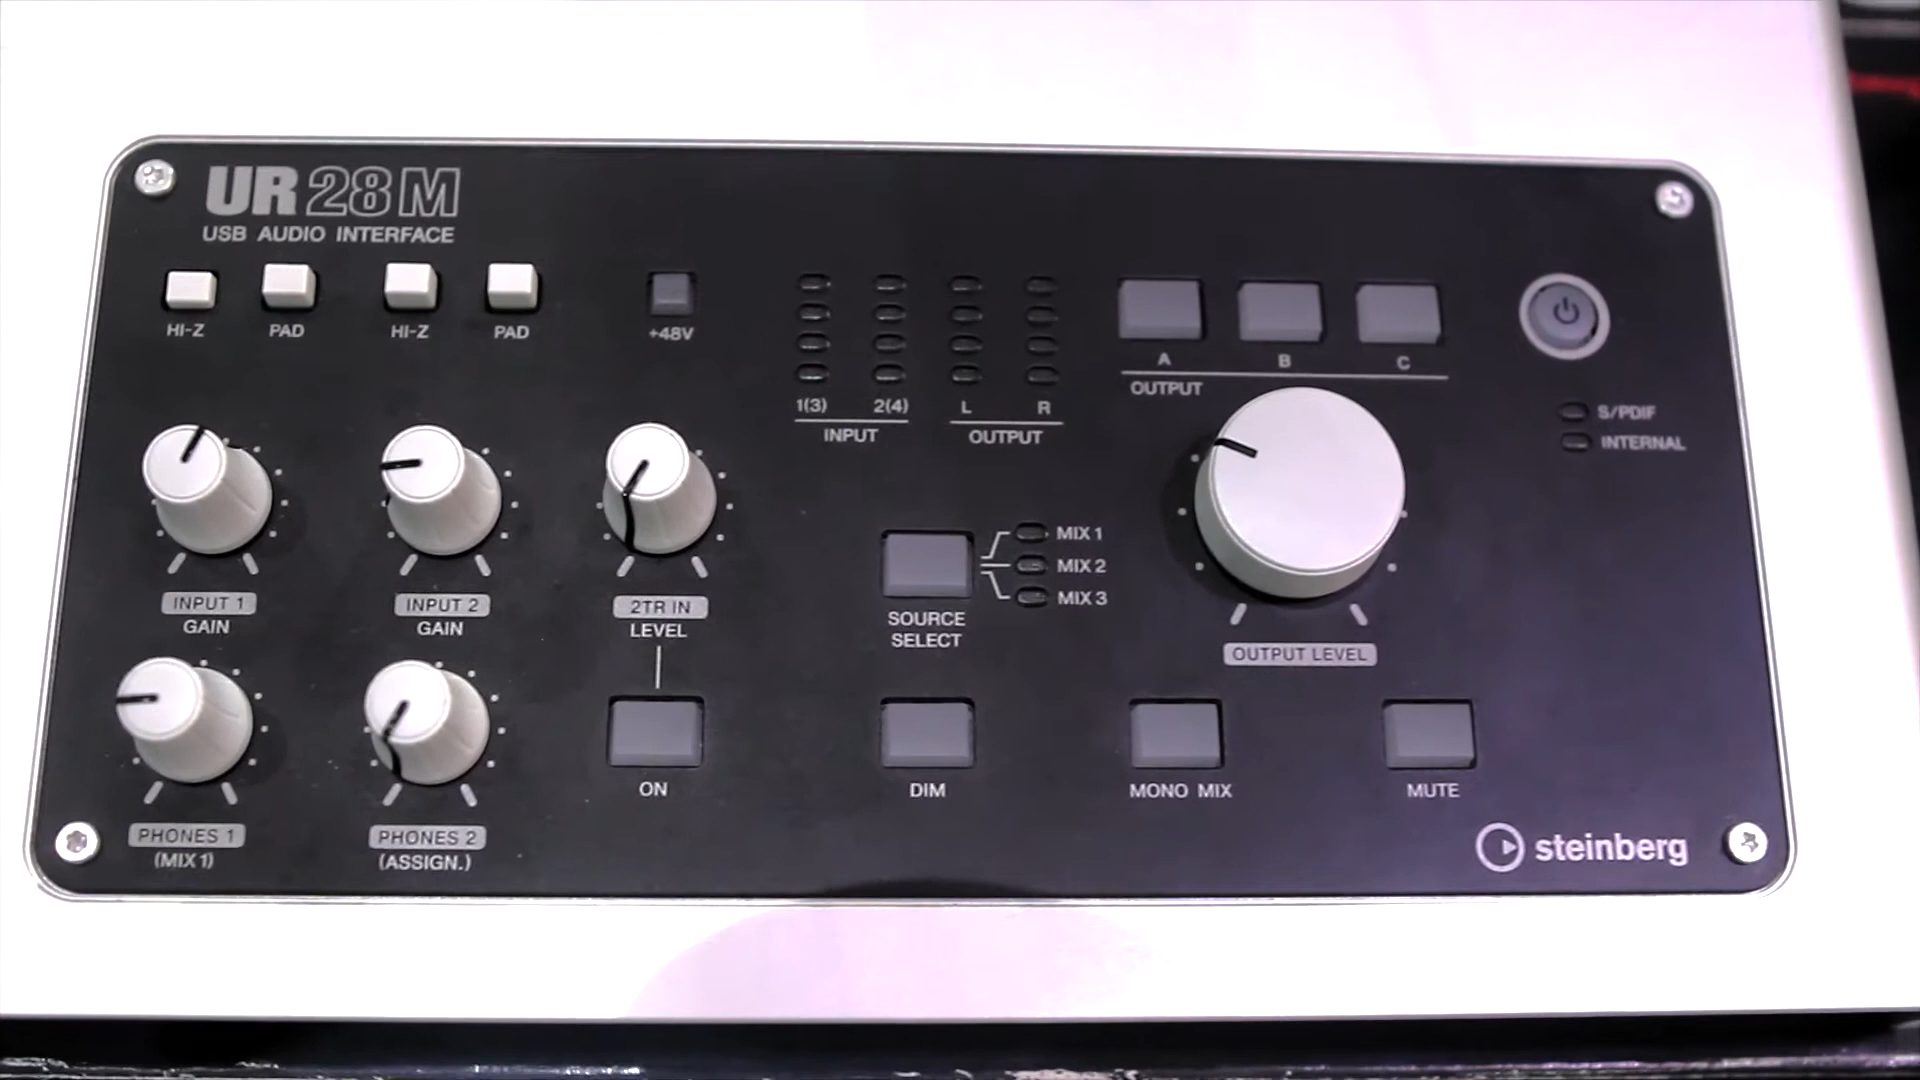 UR28M
USB AUDIO INTERFACE
HI-Z PAD HI-Z PAD +48V
1(3) 2(4) L R
INPUT OUTPUT
A B C
OUTPUT
S/PDIF
INTERNAL
INPUT 1
GAIN
INPUT 2
GAIN
2TR IN
LEVEL
SOURCE
SELECT
MIX 1
MIX 2
MIX 3
OUTPUT LEVEL
PHONES 1
(MIX 1)
PHONES 2
(ASSIGN.)
ON
DIM
MONO MIX
MUTE
steinberg